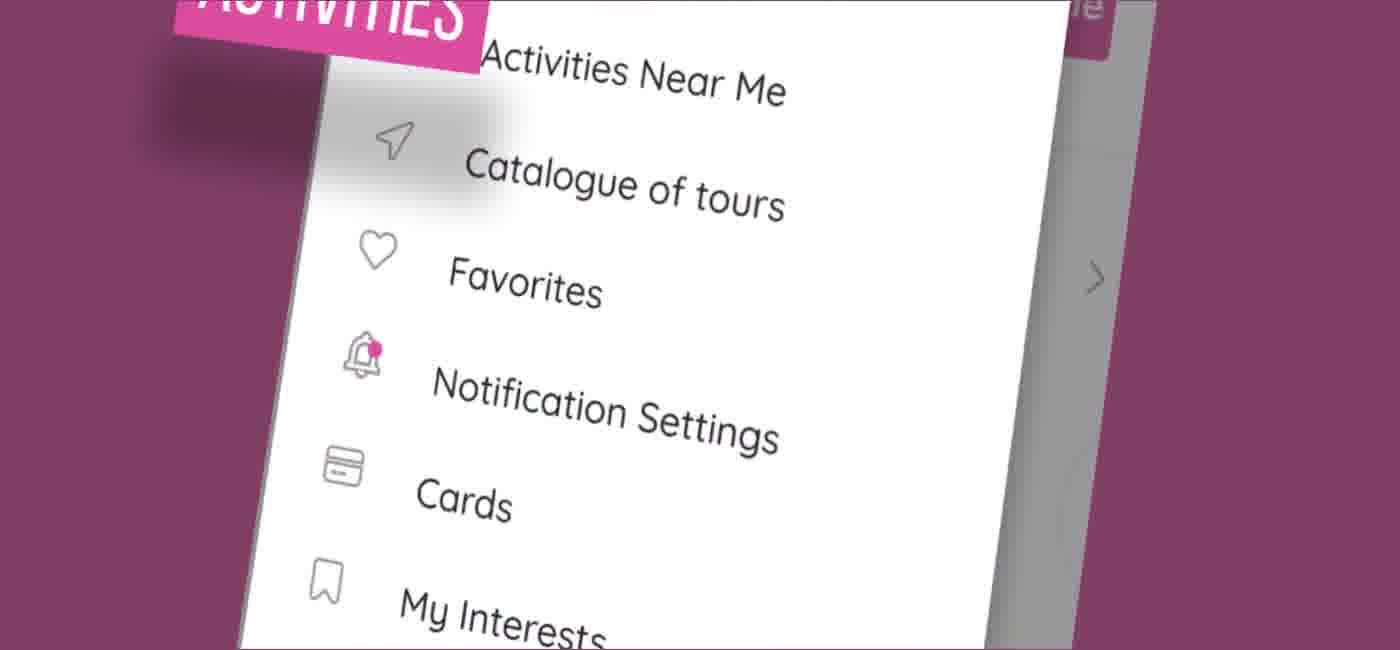 ACTIVITIES
Activities Near Me
Catalogue of tours
Favorites
Notification Settings
Cards
My Interests